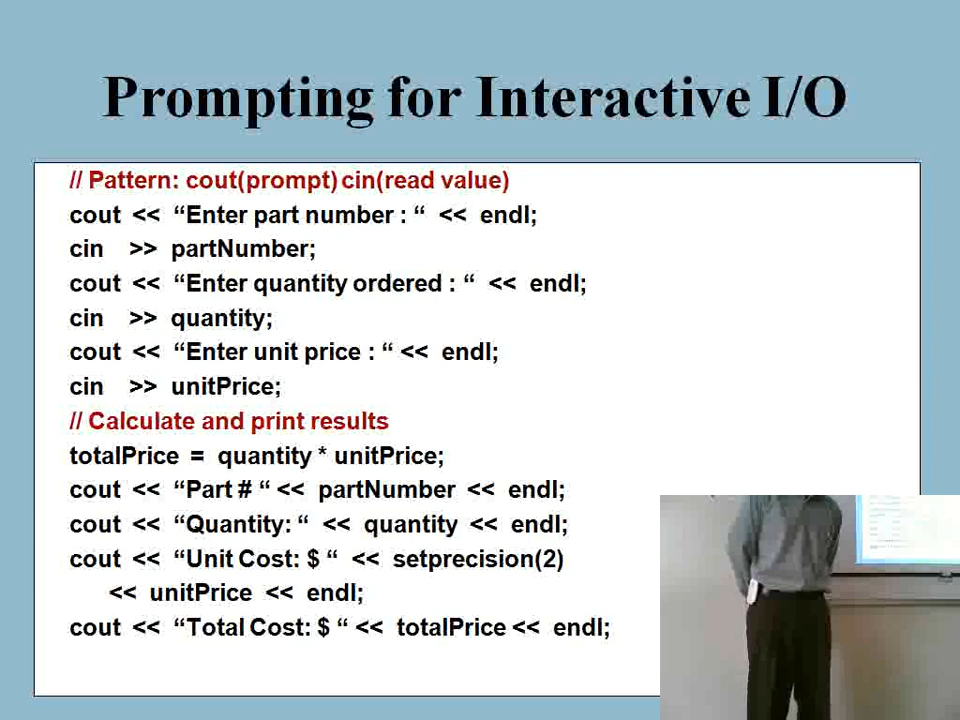 Prompting for Interactive I/O
// Pattern: cout(prompt) cin(read value)
cout << “Enter part number : “ << endl;
cin >> partNumber;
cout << “Enter quantity ordered : “ << endl;
cin >> quantity;
cout << “Enter unit price : “ << endl;
cin >> unitPrice;
// Calculate and print results
totalPrice = quantity * unitPrice;
cout << “Part # “ << partNumber << endl;
cout << “Quantity: “ << quantity << endl;
cout << “Unit Cost: $ “ << setprecision(2)
<< unitPrice << endl;
cout << “Total Cost: $ “ << totalPrice << endl;